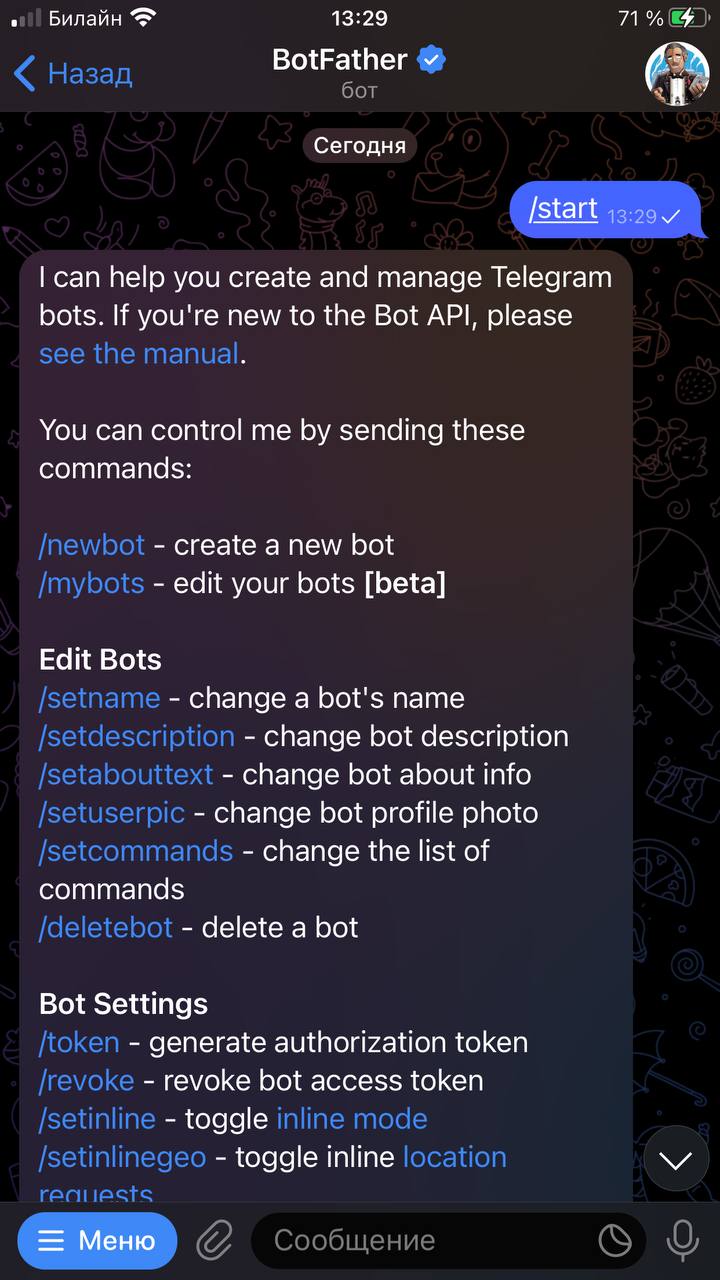 Билайн 13:29 71 %
Назад BotFather
бот
Сегодня
/start 13:29
I can help you create and manage Telegram
bots. If you're new to the Bot API, please
see the manual.
You can control me by sending these
commands:
/newbot - create a new bot
/mybots - edit your bots [beta]
Edit Bots
/setname - change a bot's name
/setdescription - change bot description
/setabouttext - change bot about info
/setuserpic - change bot profile photo
/setcommands - change the list of
commands
/deletebot - delete a bot
Bot Settings
/token - generate authorization token
/revoke - revoke bot access token
/setinline - toggle inline mode
/setinlinegeo - toggle inline location
requests
Меню Сообщение